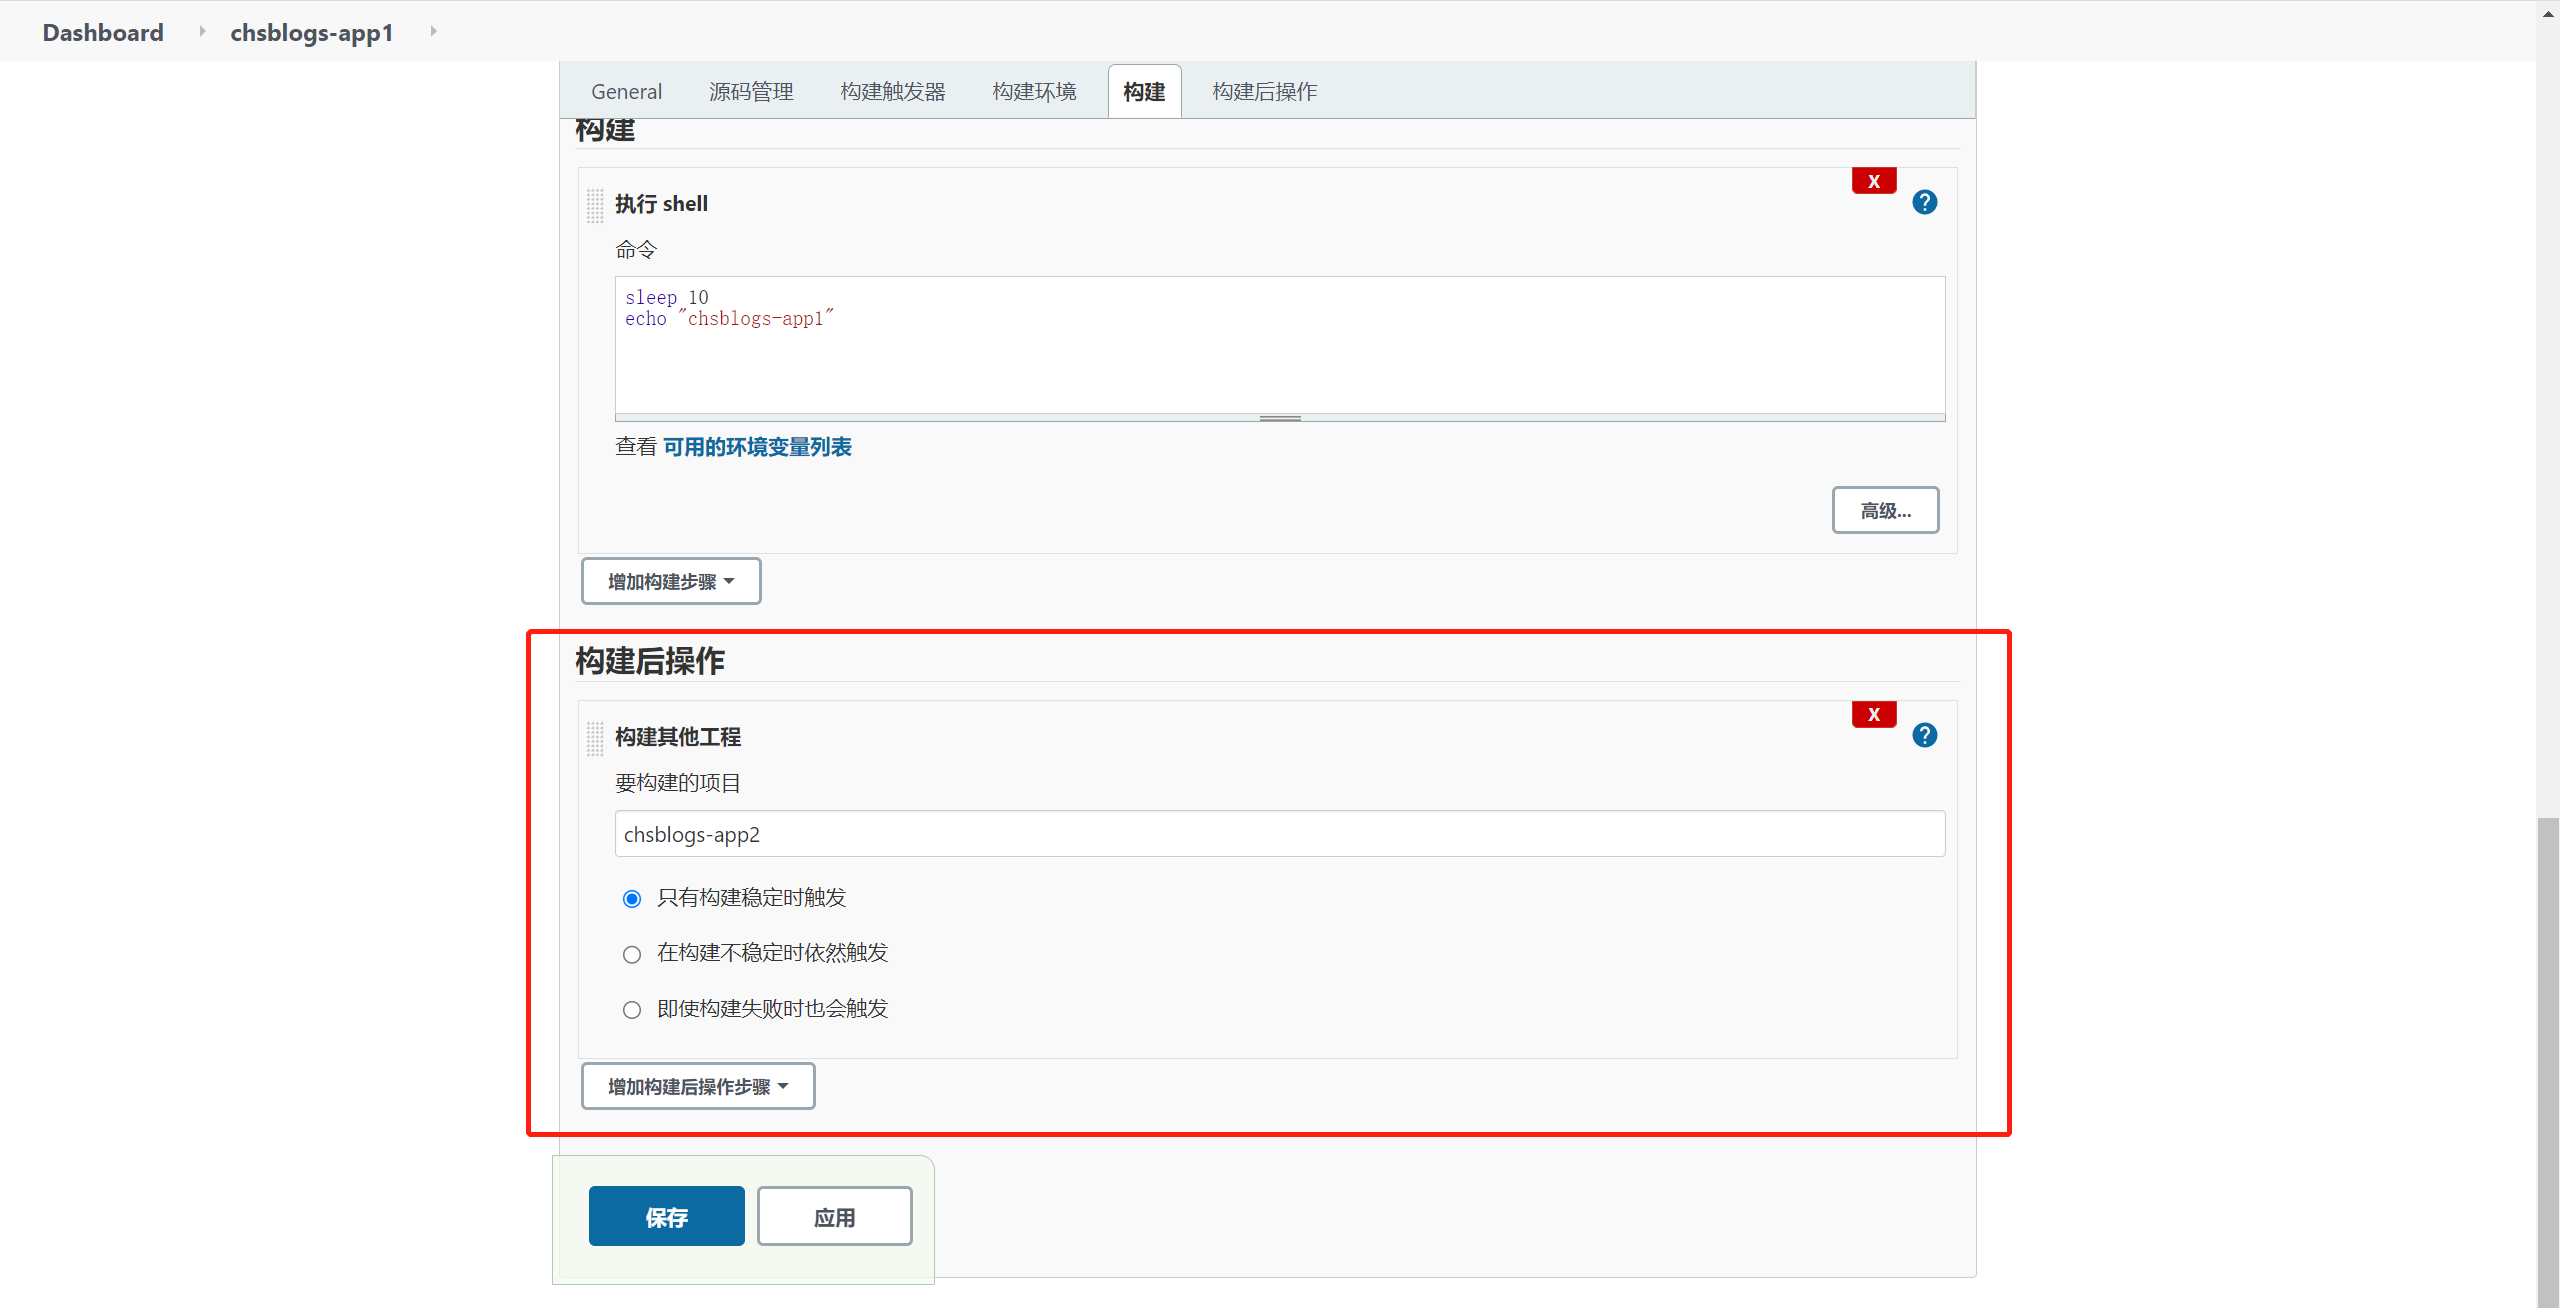 Dashboard chsblogs-app1
General 源码管理 构建触发器 构建环境 构建 构建后操作
构建
X
执行 shell
?
命令
sleep 10
echo "chsblogs-app1"
查看 可用的环境变量列表
高级...
增加构建步骤
构建后操作
X
构建其他工程
?
要构建的项目
chsblogs-app2
只有构建稳定时触发
在构建不稳定时依然触发
即使构建失败时也会触发
增加构建后操作步骤
保存 应用